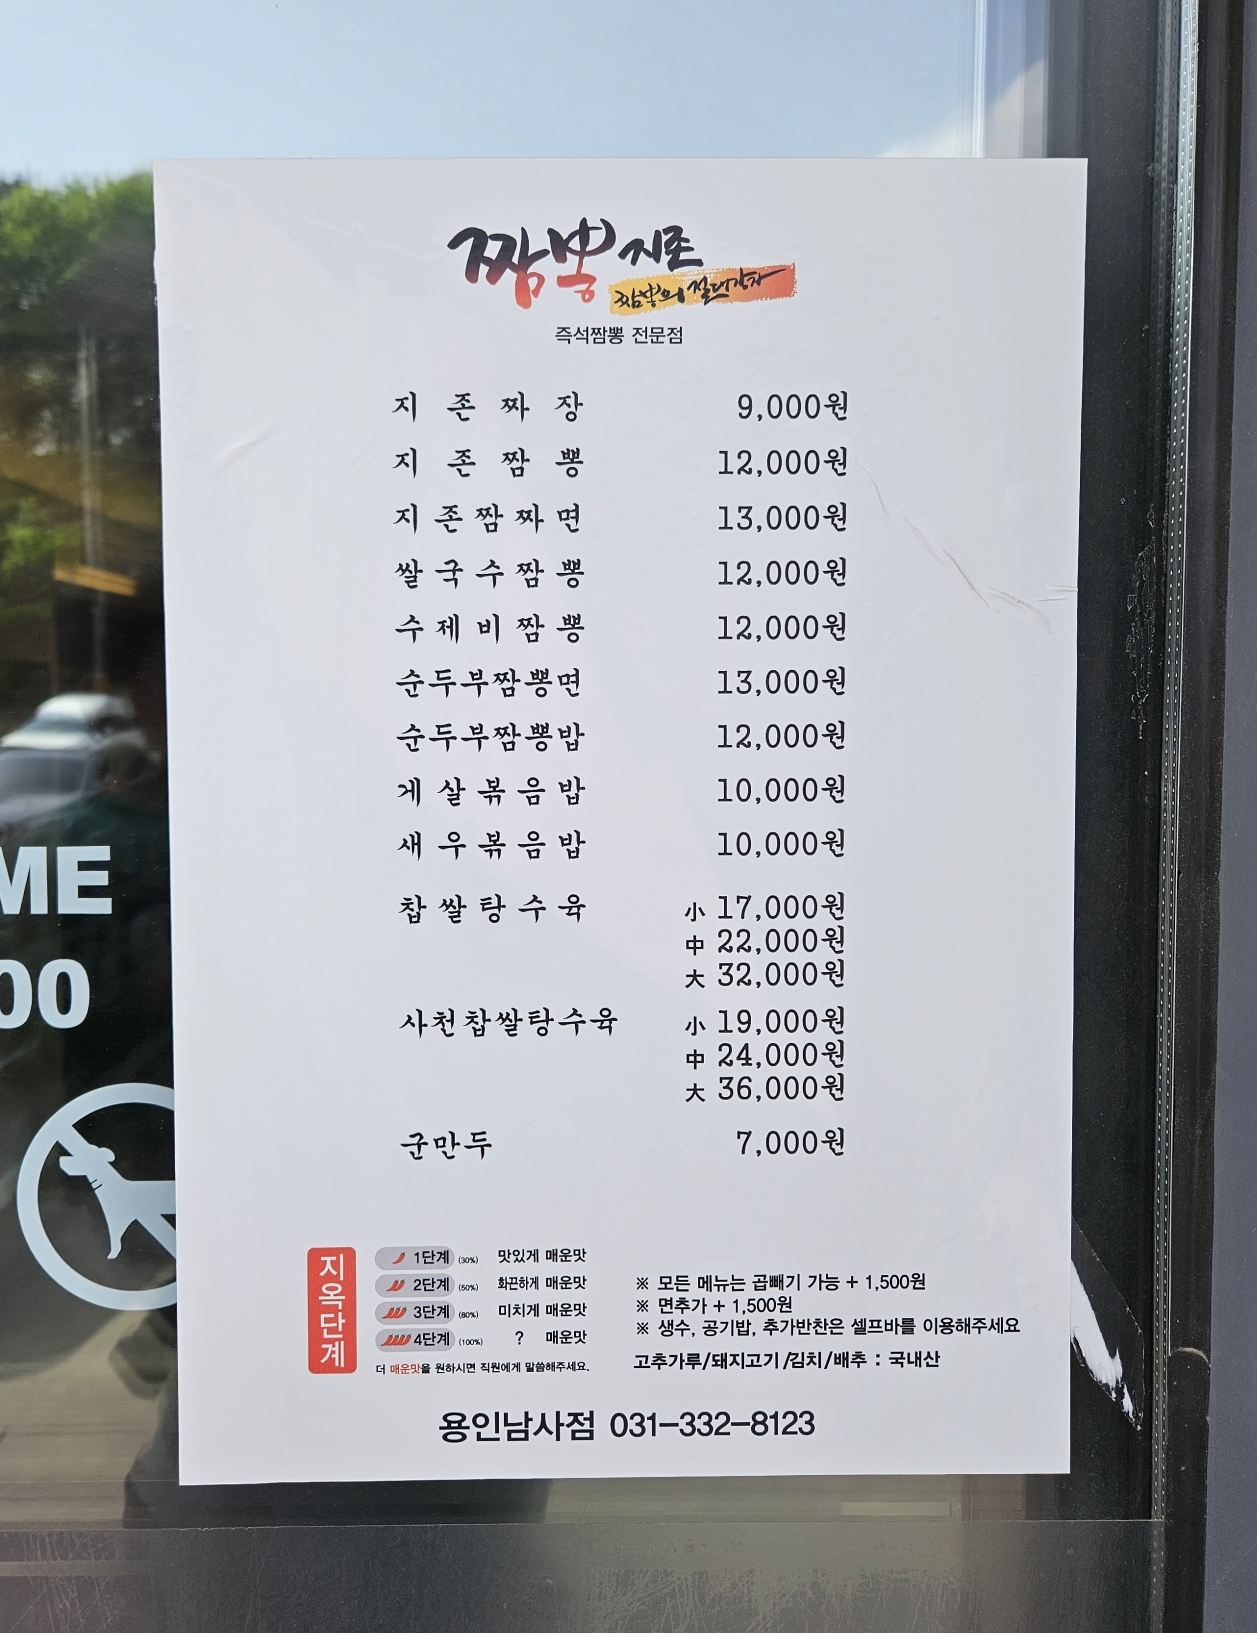 짬뽕지존
짬뽕의 절대강자
즉석짬뽕 전문점
지존짜장 9,000원
지존짬뽕 12,000원
지존짬짜면 13,000원
쌀국수짬뽕 12,000원
수제비짬뽕 12,000원
순두부짬뽕면 13,000원
순두부짬뽕밥 12,000원
게살볶음밥 10,000원
새우볶음밥 10,000원
찹쌀탕수육 小 17,000원
中 22,000원
大 32,000원
사천찹쌀탕수육 小 19,000원
中 24,000원
大 36,000원
군만두 7,000원
지옥단계
1단계 (30%) 맛있게 매운맛
2단계 (50%) 화끈하게 매운맛
3단계 (80%) 미치게 매운맛
4단계 (100%) ? 매운맛
더 매운맛을 원하시면 직원에게 말씀해주세요.
※ 모든 메뉴는 곱빼기 가능 + 1,500원
※ 면추가 + 1,500원
※ 생수, 공기밥, 추가반찬은 셀프바를 이용해주세요
고추가루/돼지고기/김치/배추 : 국내산
용인남사점 031-332-8123
ME
00